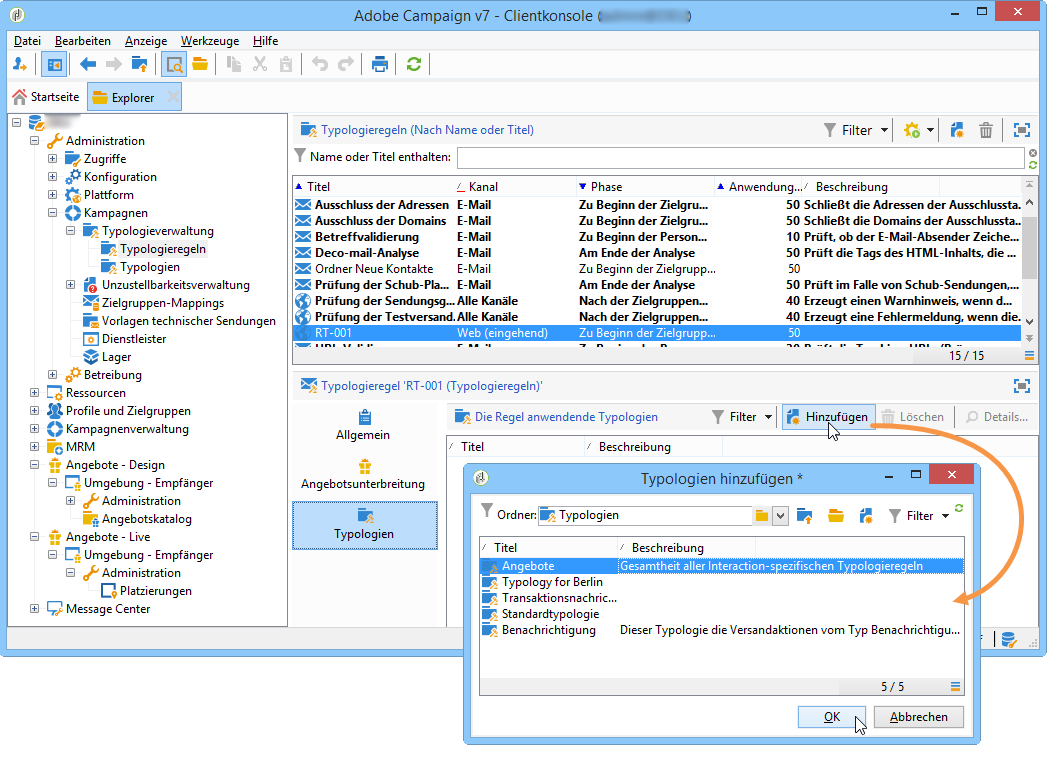 Adobe Campaign v7 - Clientkonsole
Datei Bearbeiten Anzeige Werkzeuge Hilfe
Startseite Explorer
Administration
Zugriffe
Konfiguration
Plattform
Kampagnen
Typologieverwaltung
Typologieregeln
Typologien
Unzustellbarkeitsverwaltung
Zielgruppen-Mappings
Vorlagen technischer Sendungen
Dienstleister
Lager
Betreibung
Ressourcen
Profile und Zielgruppen
Kampagnenverwaltung
MRM
Angebote - Design
Umgebung - Empfänger
Administration
Angebotskatalog
Angebote - Live
Umgebung - Empfänger
Administration
Platzierungen
Message Center
Typologieregeln (Nach Name oder Titel) Filter
Name oder Titel enthalten:
Titel Kanal Phase Anwendung... Beschreibung
Ausschluss der Adressen E-Mail Zu Beginn der Zielgru... 50 Schließt die Adressen der Ausschlussta...
Ausschluss der Domains E-Mail Zu Beginn der Zielgru... 50 Schließt die Domains der Ausschlussta...
Betreffvalidierung E-Mail Zu Beginn der Person... 10 Prüft, ob der E-Mail-Absender Zeiche...
Deco-mail-Analyse E-Mail Am Ende der Analyse 50 Prüft die Tags des HTML-Inhalts, die ...
Ordner Neue Kontakte E-Mail Zu Beginn der Zielgrupp... 50
Prüfung der Schub-Pla... E-Mail Am Ende der Analyse 50 Prüft im Falle von Schub-Sendungen,
Prüfung der Sendungsg... Alle Kanäle Nach der Zielgruppen... 40 Erzeugt einen Warnhinweis, wenn d...
Prüfung der Testversand... Alle Kanäle Nach der Zielgruppen... 40 Erzeugt eine Fehlermeldung, wenn die...
RT-001 Web (eingehend) Zu Beginn der Zielgrupp... 50
15 / 15
Typologieregel 'RT-001 (Typologieregeln)'
Allgemein
Angebotsunterbreitung
Typologien
Die Regel anwendende Typologien Filter Hinzufügen Löschen Details...
Titel Beschreibung
Typologien hinzufügen *
Ordner: Typologien Filter
Titel Beschreibung
Angebote Gesamtheit aller Interaction-spezifischen Typologieregeln
Typology for Berlin
Transaktionsnachric...
Standardtypologie
Benachrichtigung Dieser Typologie die Versandaktionen vom Typ Benachrichtigu...
5 / 5
OK Abbrechen